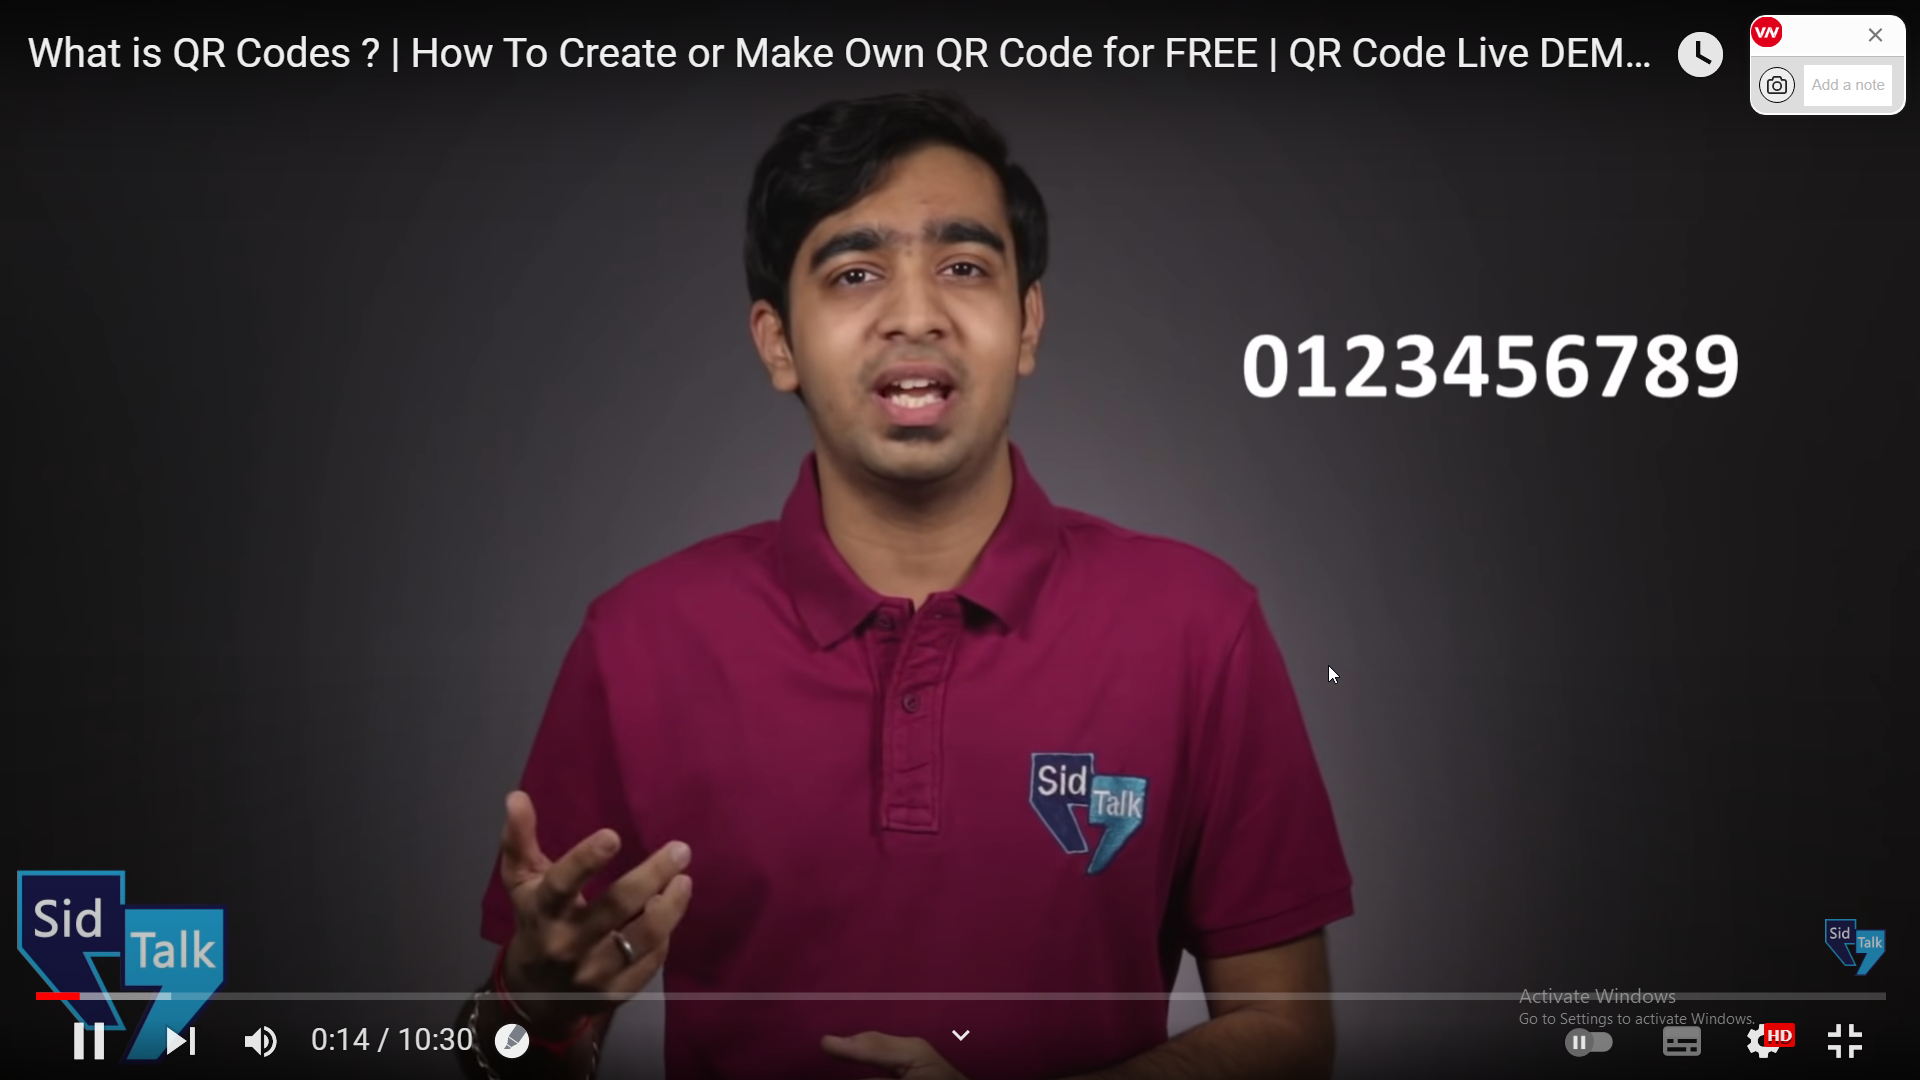 What is QR Codes ? | How To Create or Make Own QR Code for FREE | QR Code Live DEM...
VN
Add a note
0123456789
Sid
Talk
Sid
Talk
Sid
Talk
Activate Windows
Go to Settings to activate Windows.
0:14 / 10:30
HD